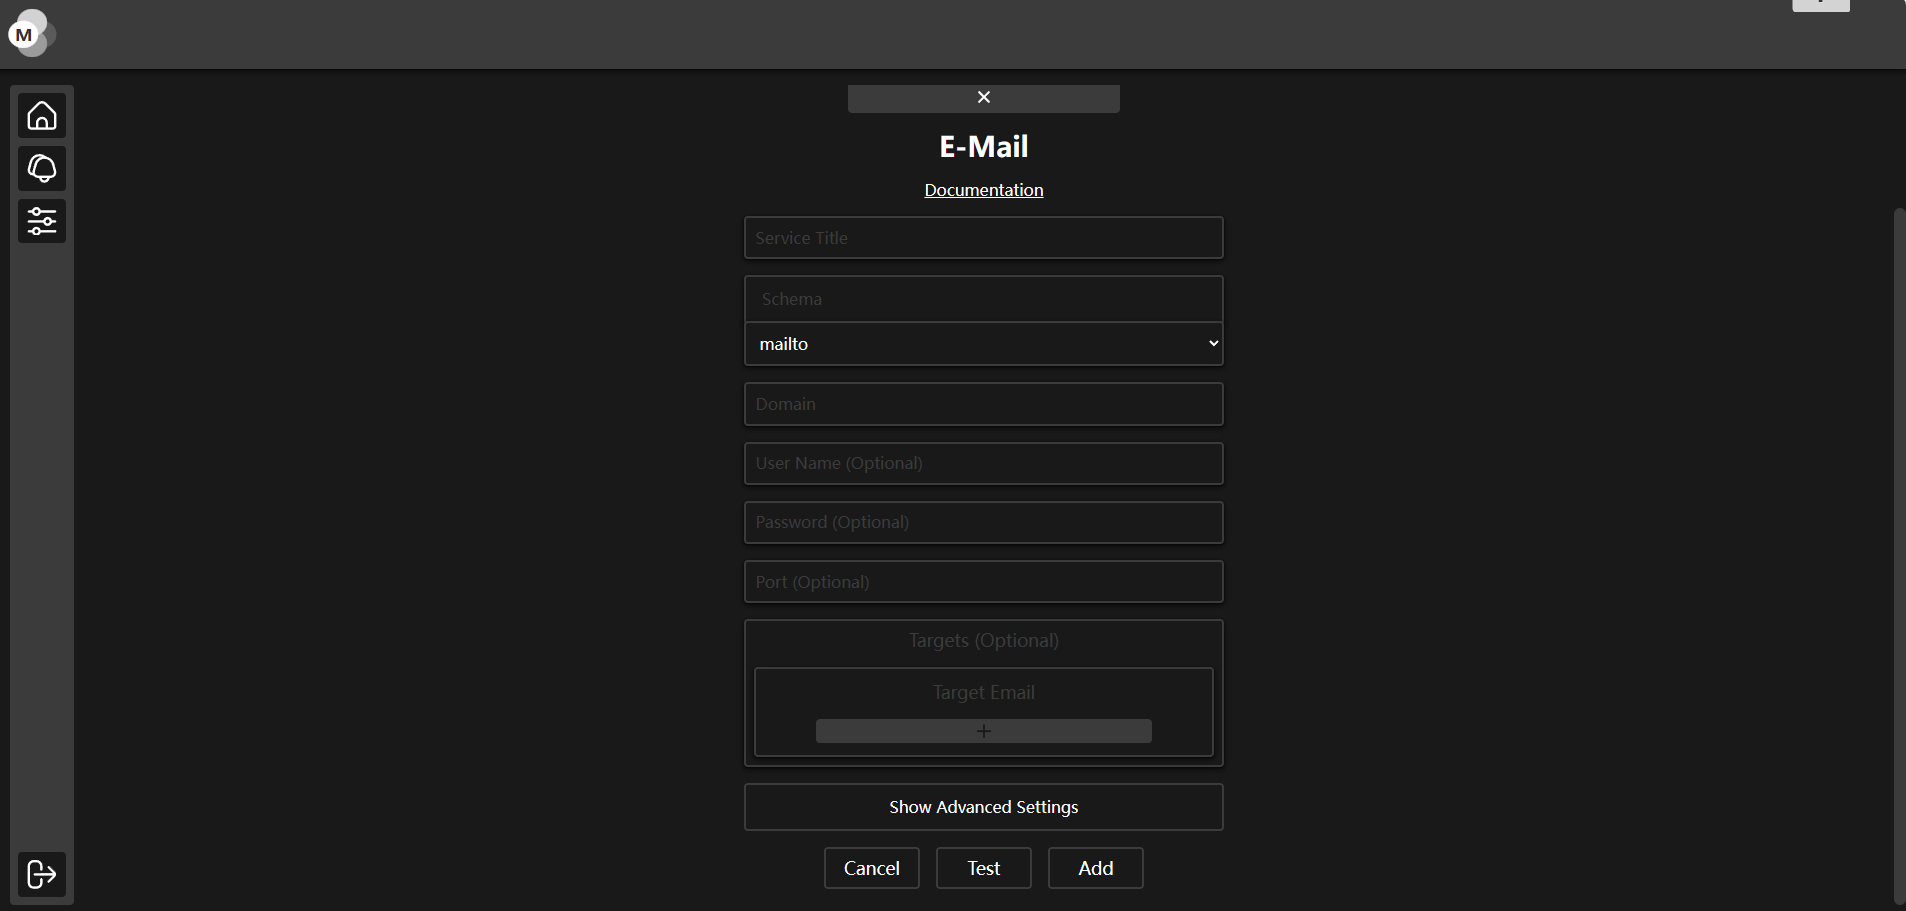 M
E-Mail
Documentation
Service Title
Schema
mailto
Domain
User Name (Optional)
Password (Optional)
Port (Optional)
Targets (Optional)
Target Email
+
Show Advanced Settings
Cancel
Test
Add